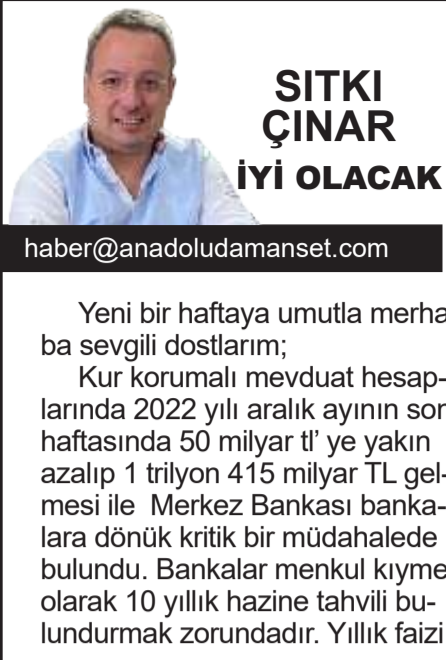 SITKI
ÇINAR
İYİ OLACAK
haber@anadoludamanset.com
Yeni bir haftaya umutla merha
ba sevgili dostlarım;
Kur korumalı mevduat hesap-
larında 2022 yılı aralık ayının son
haftasında 50 milyar tl’ ye yakın
azalıp 1 trilyon 415 milyar TL gel-
mesi ile Merkez Bankası banka-
lara dönük kritik bir müdahalede
bulundu. Bankalar menkul kıyme
olarak 10 yıllık hazine tahvili bu-
lundurmak zorundadır. Yıllık faizi